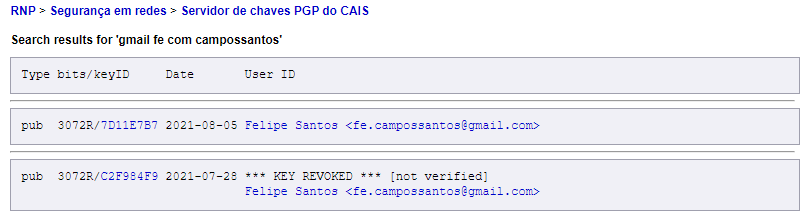 RNP > Segurança em redes > Servidor de chaves PGP do CAIS
Search results for 'gmail fe com campossantos'
Type bits/keyID Date User ID
pub 3072R/7D11E7B7 2021-08-05 Felipe Santos <fe.campossantos@gmail.com>
pub 3072R/C2F984F9 2021-07-28 *** KEY REVOKED *** [not verified]
Felipe Santos <fe.campossantos@gmail.com>